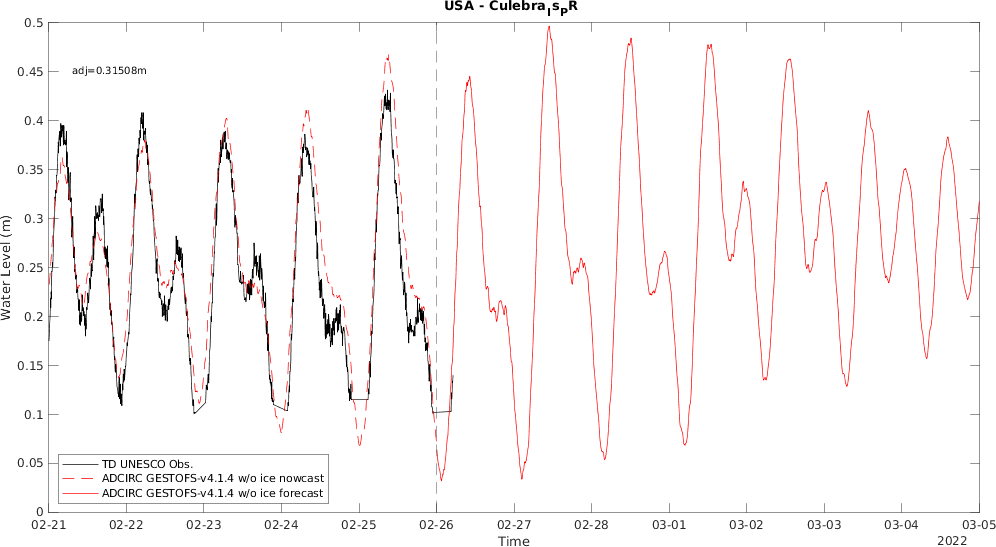 USA - Culebra_Is_PR
adj=0.31508m
Water Level (m)
0.5
0.45
0.4
0.35
0.3
0.25
0.2
0.15
0.1
0.05
0
TD UNESCO Obs.
ADCIRC GESTOFS-v4.1.4 w/o ice nowcast
ADCIRC GESTOFS-v4.1.4 w/o ice forecast
02-21 02-22 02-23 02-24 02-25 02-26 02-27 02-28 03-01 03-02 03-03 03-04 03-05
Time
2022